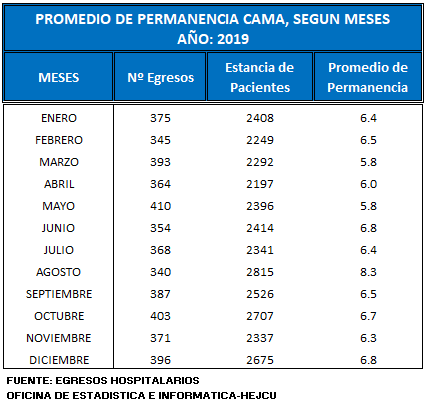 PROMEDIO DE PERMANENCIA CAMA, SEGUN MESES
AÑO: 2019
MESES Nº Egresos Estancia de Pacientes Promedio de Permanencia
ENERO 375 2408 6.4
FEBRERO 345 2249 6.5
MARZO 393 2292 5.8
ABRIL 364 2197 6.0
MAYO 410 2396 5.8
JUNIO 354 2414 6.8
JULIO 368 2341 6.4
AGOSTO 340 2815 8.3
SEPTIEMBRE 387 2526 6.5
OCTUBRE 403 2707 6.7
NOVIEMBRE 371 2337 6.3
DICIEMBRE 396 2675 6.8
FUENTE: EGRESOS HOSPITALARIOS
OFICINA DE ESTADISTICA E INFORMATICA-HEJCU